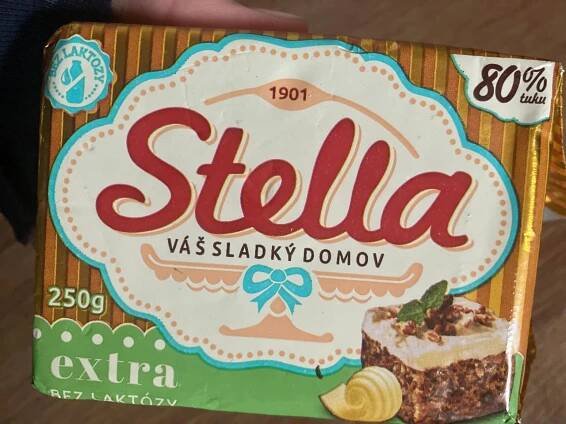 BEZ LAKTÓZY
80%
tuku
1901
Stella
VÁŠ SLADKÝ DOMOV
250g
extra
BEZ LAKTÓZY